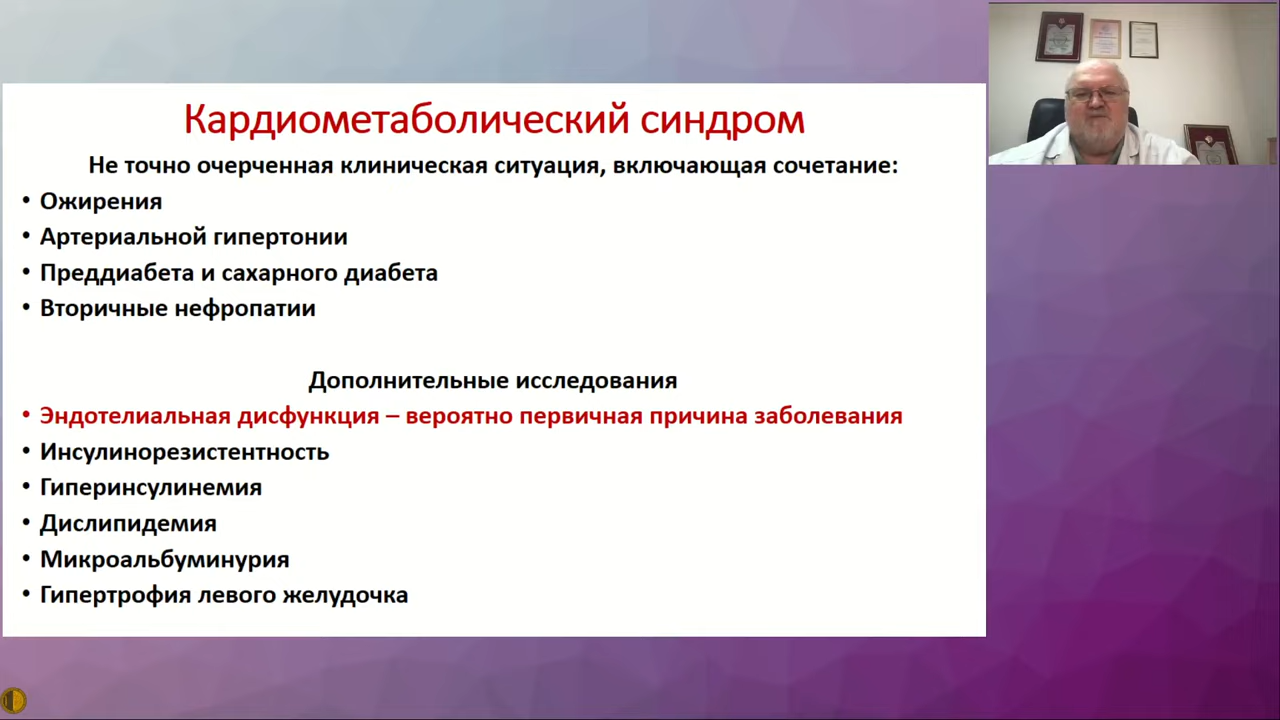 Кардиометаболический синдром
Не точно очерченная клиническая ситуация, включающая сочетание:
• Ожирения
• Артериальной гипертонии
• Преддиабета и сахарного диабета
• Вторичные нефропатии
Дополнительные исследования
• Эндотелиальная дисфункция – вероятно первичная причина заболевания
• Инсулинорезистентность
• Гиперинсулинемия
• Дислипидемия
• Микроальбуминурия
• Гипертрофия левого желудочка